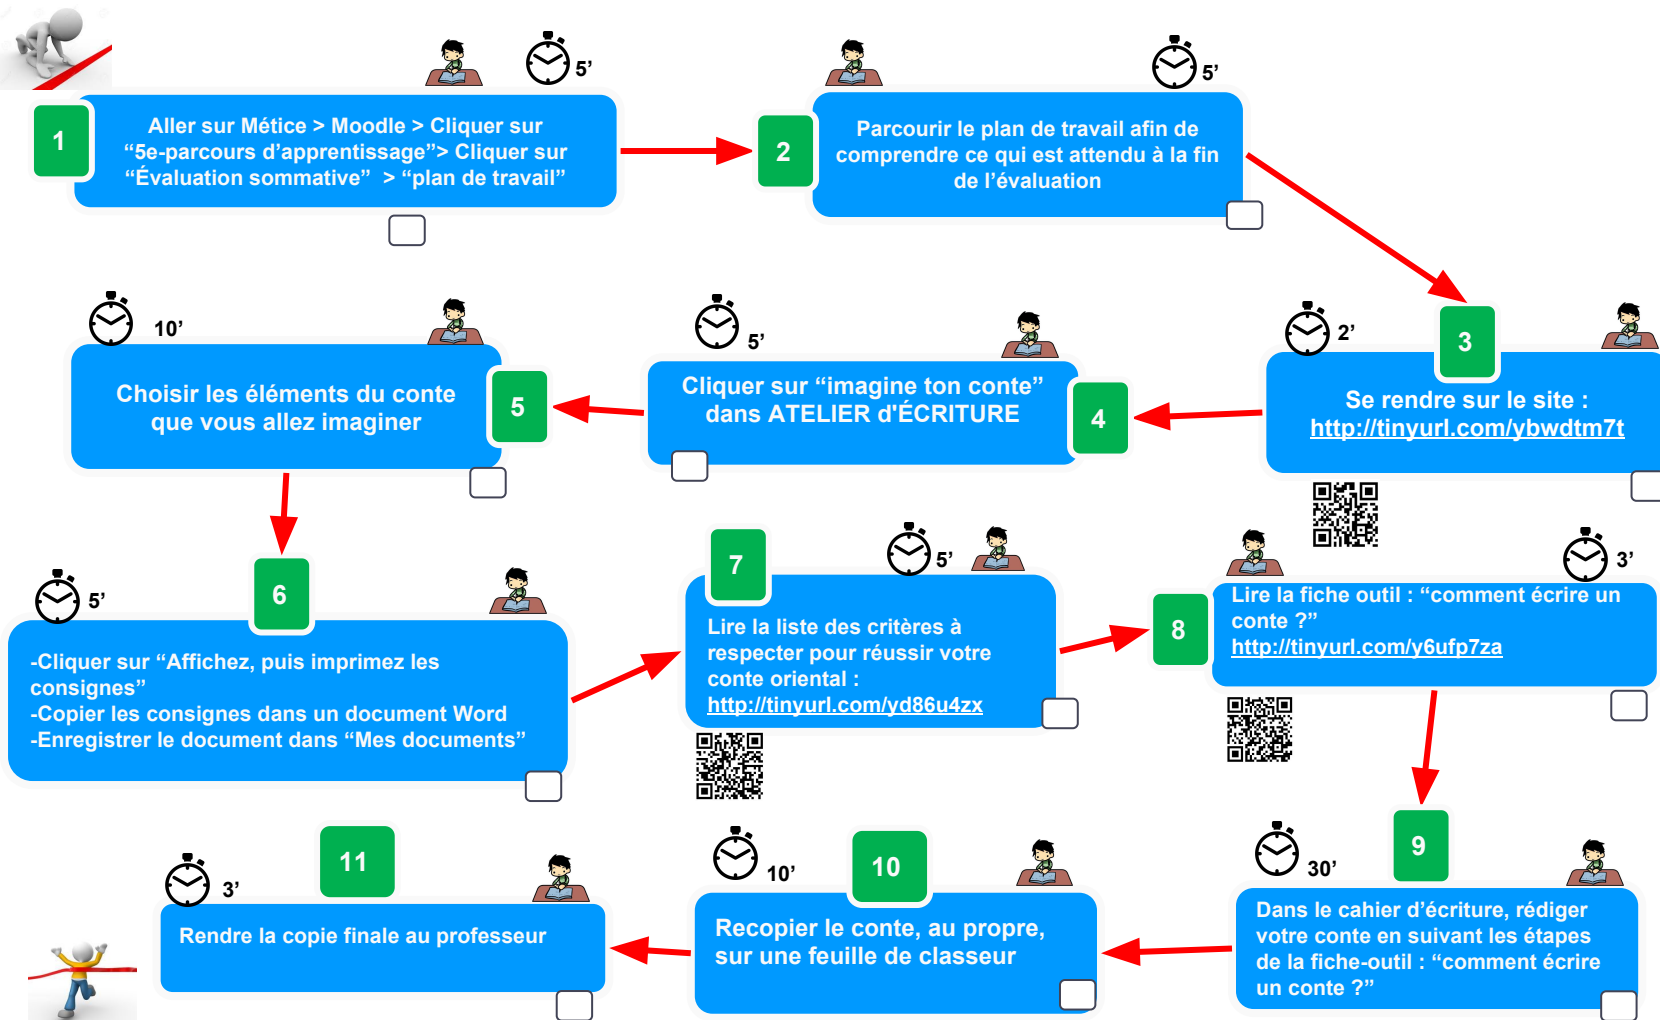 5’
1
Aller sur Métice > Moodle > Cliquer sur
“5e-parcours d’apprentissage”> Cliquer sur
“Évaluation sommative” > “plan de travail”
5’
2
Parcourir le plan de travail afin de
comprendre ce qui est attendu à la fin
de l’évaluation
2’
3
Se rendre sur le site :
http://tinyurl.com/ybwdtm7t
5’
4
Cliquer sur “imagine ton conte”
dans ATELIER d'ÉCRITURE
10’
5
Choisir les éléments du conte
que vous allez imaginer
5’
6
-Cliquer sur “Affichez, puis imprimez les
consignes”
-Copier les consignes dans un document Word
-Enregistrer le document dans “Mes documents”
7
5’
Lire la liste des critères à
respecter pour réussir votre
conte oriental :
http://tinyurl.com/yd86u4zx
3’
8
Lire la fiche outil : “comment écrire un
conte ?”
http://tinyurl.com/y6ufp7za
30’
9
Dans le cahier d’écriture, rédiger
votre conte en suivant les étapes
de la fiche-outil : “comment écrire
un conte ?”
10’
10
Recopier le conte, au propre,
sur une feuille de classeur
3’
11
Rendre la copie finale au professeur